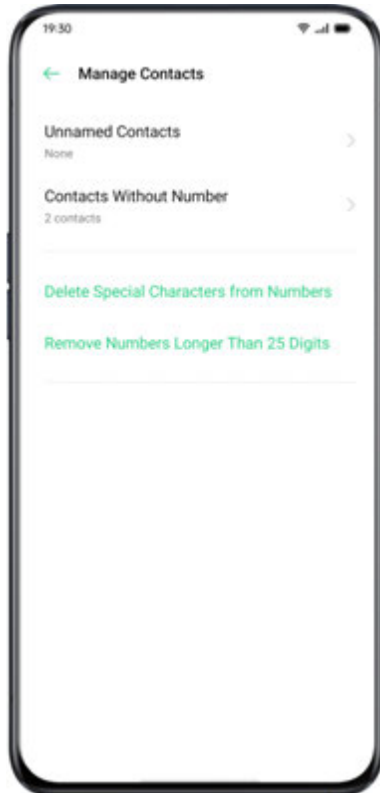 19:30
Manage Contacts
Unnamed Contacts
None
Contacts Without Number
2 contacts
Delete Special Characters from Numbers
Remove Numbers Longer Than 25 Digits